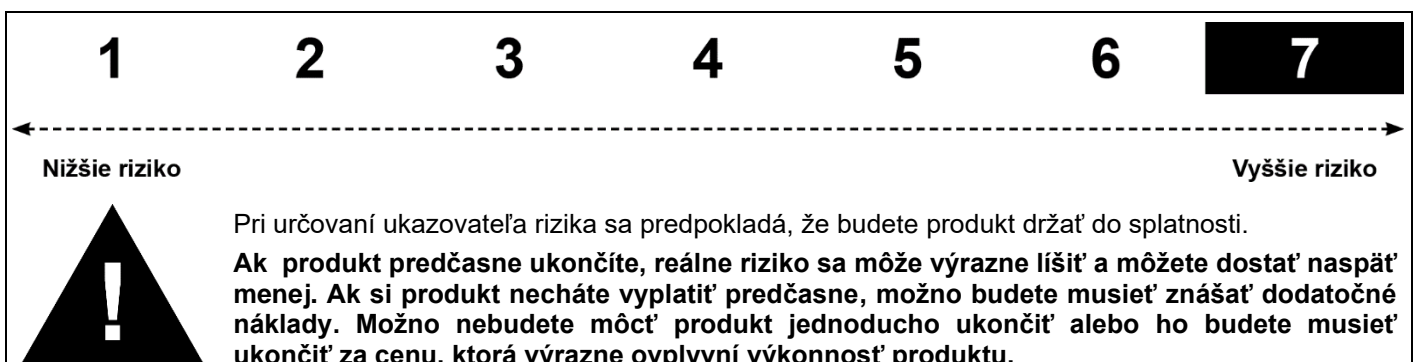 1 2 3 4 5 6 7
Nižšie riziko Vyššie riziko
Pri určovaní ukazovateľa rizika sa predpokladá, že budete produkt držať do splatnosti.
Ak produkt predčasne ukončíte, reálne riziko sa môže výrazne líšiť a môžete dostať naspäť
menej. Ak si produkt necháte vyplatiť predčasne, možno budete musieť znášať dodatočné
náklady. Možno nebudete môcť produkt jednoducho ukončiť alebo ho budete musieť
ukončiť za cenu, ktorá výrazne ovplyvní výkonnosť produktu.